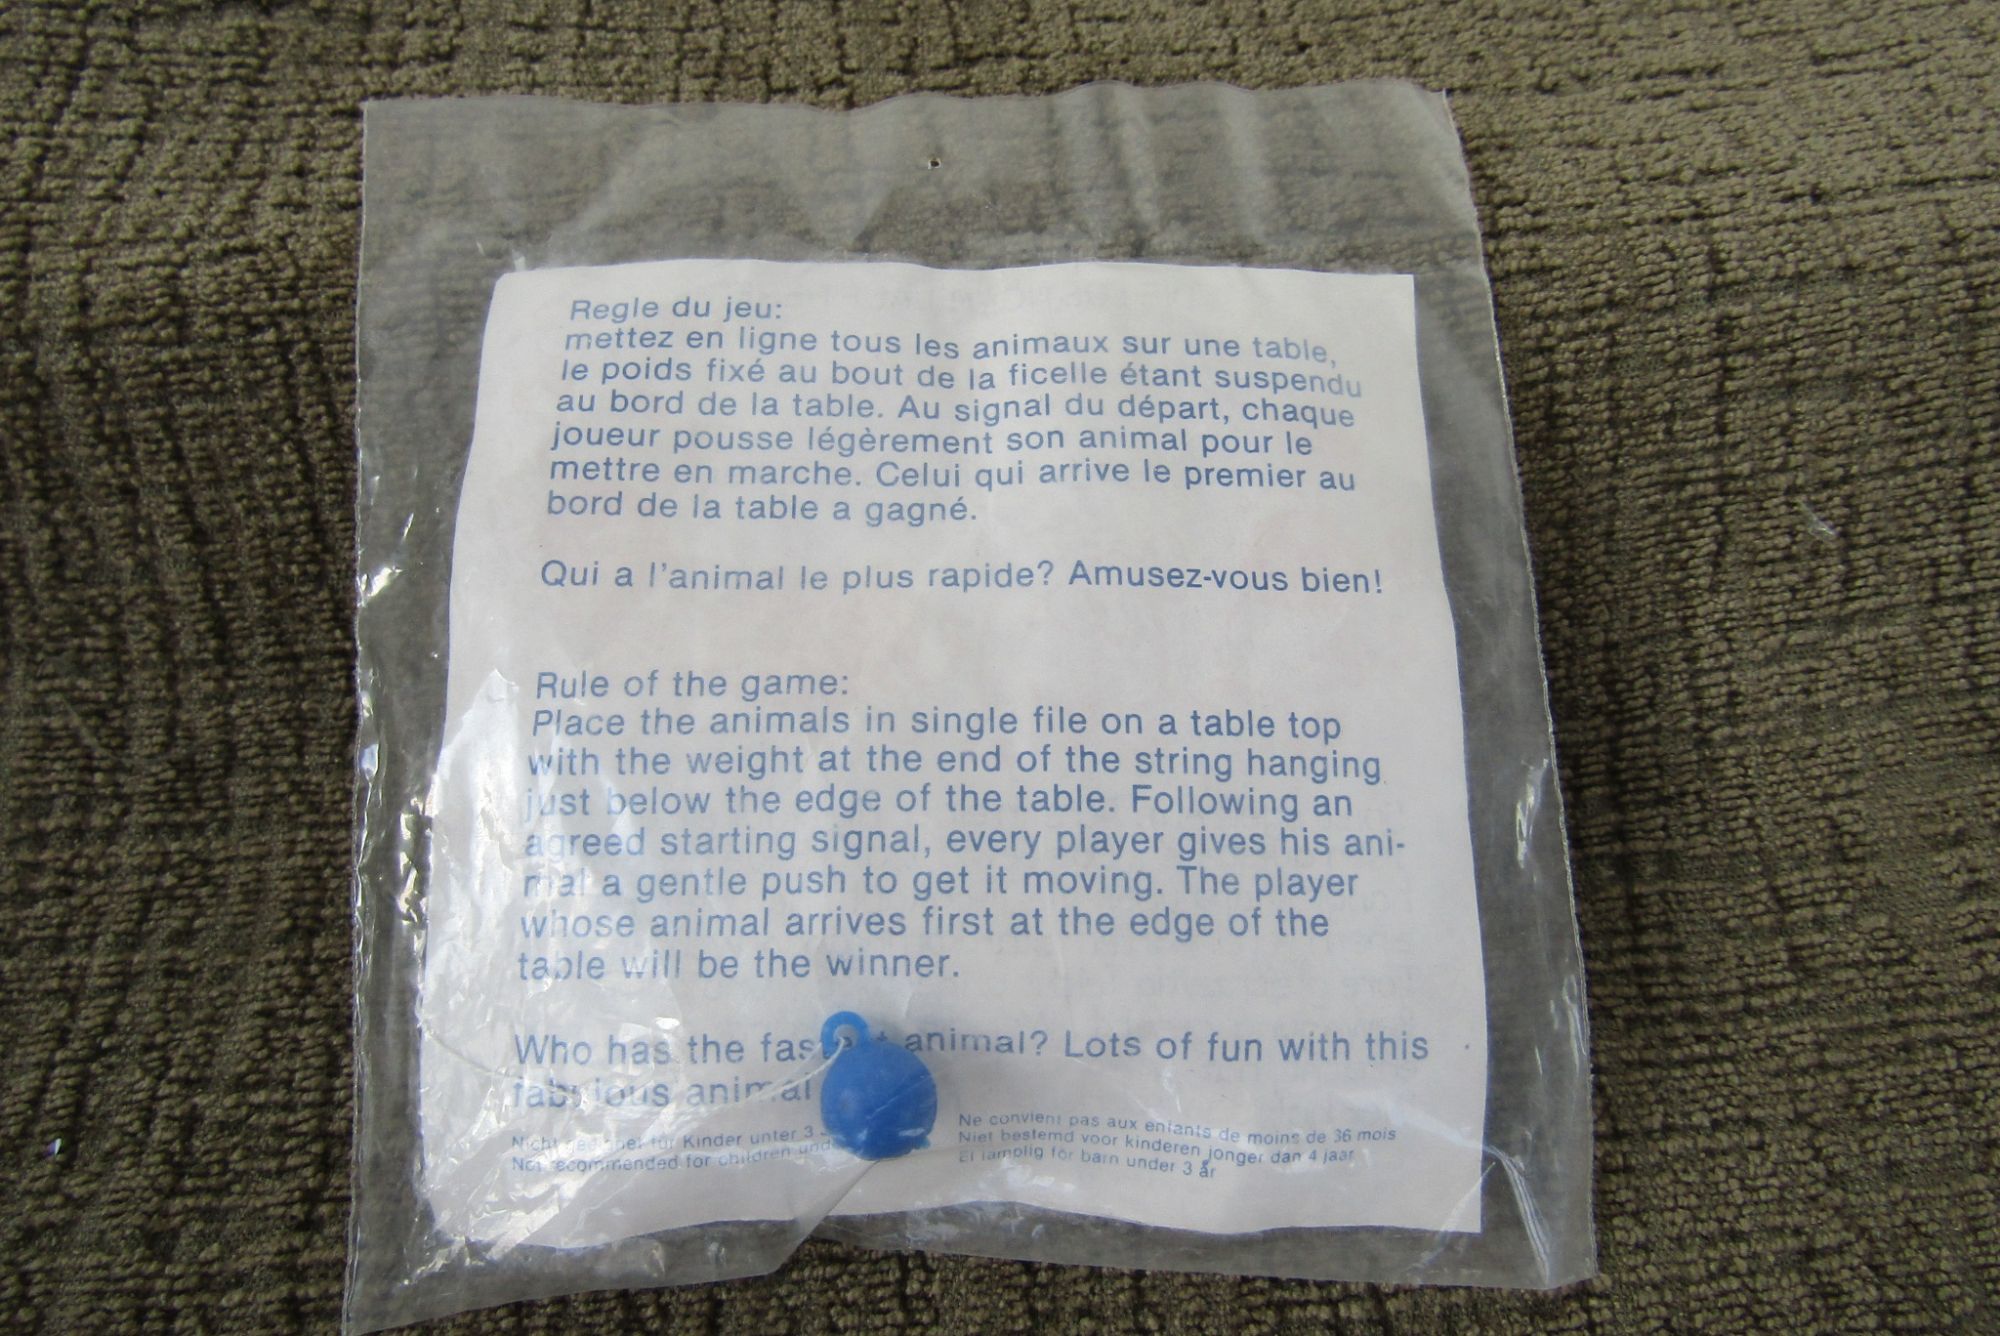 Regle du jeu:
mettez en ligne tous les animaux sur une table,
le poids fixé au bout de la ficelle étant suspendu
au bord de la table. Au signal du départ, chaque
joueur pousse légèrement son animal pour le
mettre en marche. Celui qui arrive le premier au
bord de la table a gagné.
Qui a l'animal le plus rapide? Amusez-vous bien!
Rule of the game:
Place the animals in single file on a table top
with the weight at the end of the string hanging
just below the edge of the table. Following an
agreed starting signal, every player gives his ani-
mal a gentle push to get it moving. The player
whose animal arrives first at the edge of the
table will be the winner.
Who has the animal? Lots of fun with this
fabulous animal
für Kinder unter 3
Not recommended for children
Ne convient pas aux enfants de moins de 36 mois
Niet bestemd voor kinderen jonger dan 4 jaar
för barn under 3 år